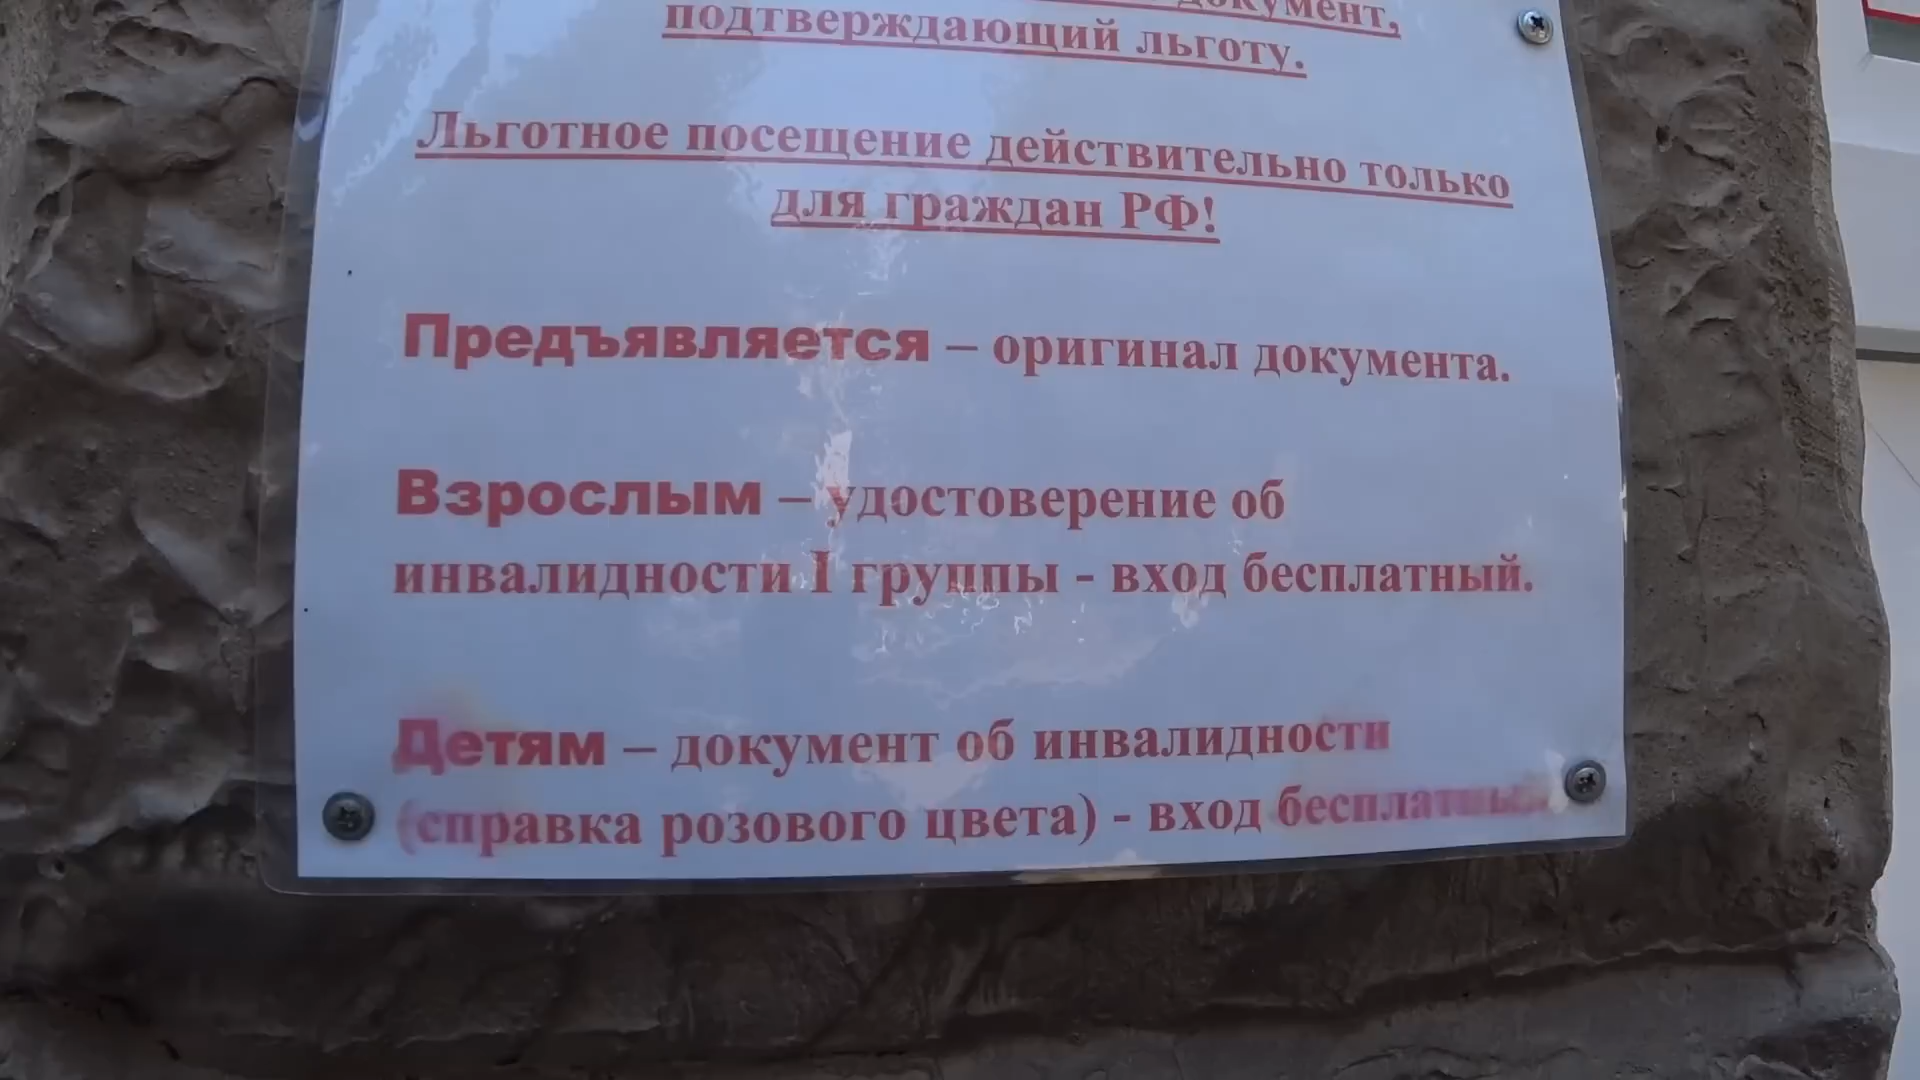 документ,
подтверждающий льготу.
Льготное посещение действительно только
для граждан РФ!
Предъявляется – оригинал документа.
Взрослым – удостоверение об
инвалидности I группы - вход бесплатный.
Детям – документ об инвалидности
(справка розового цвета) - вход бесплатный.